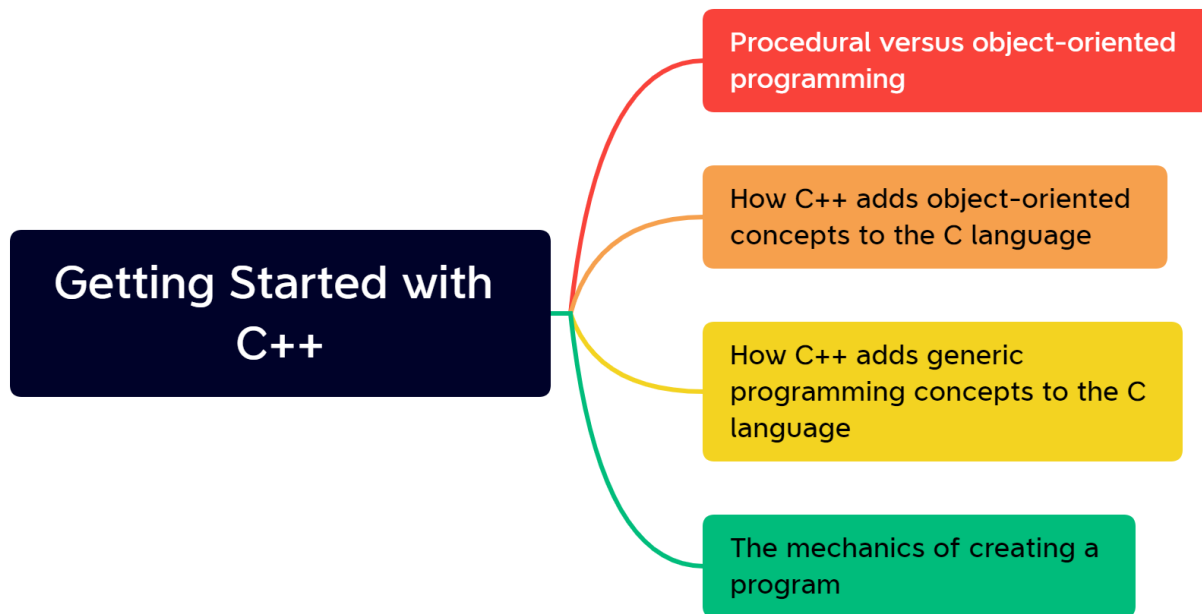 Getting Started with
C++
Procedural versus object-oriented
programming
How C++ adds object-oriented
concepts to the C language
How C++ adds generic
programming concepts to the C
language
The mechanics of creating a
program